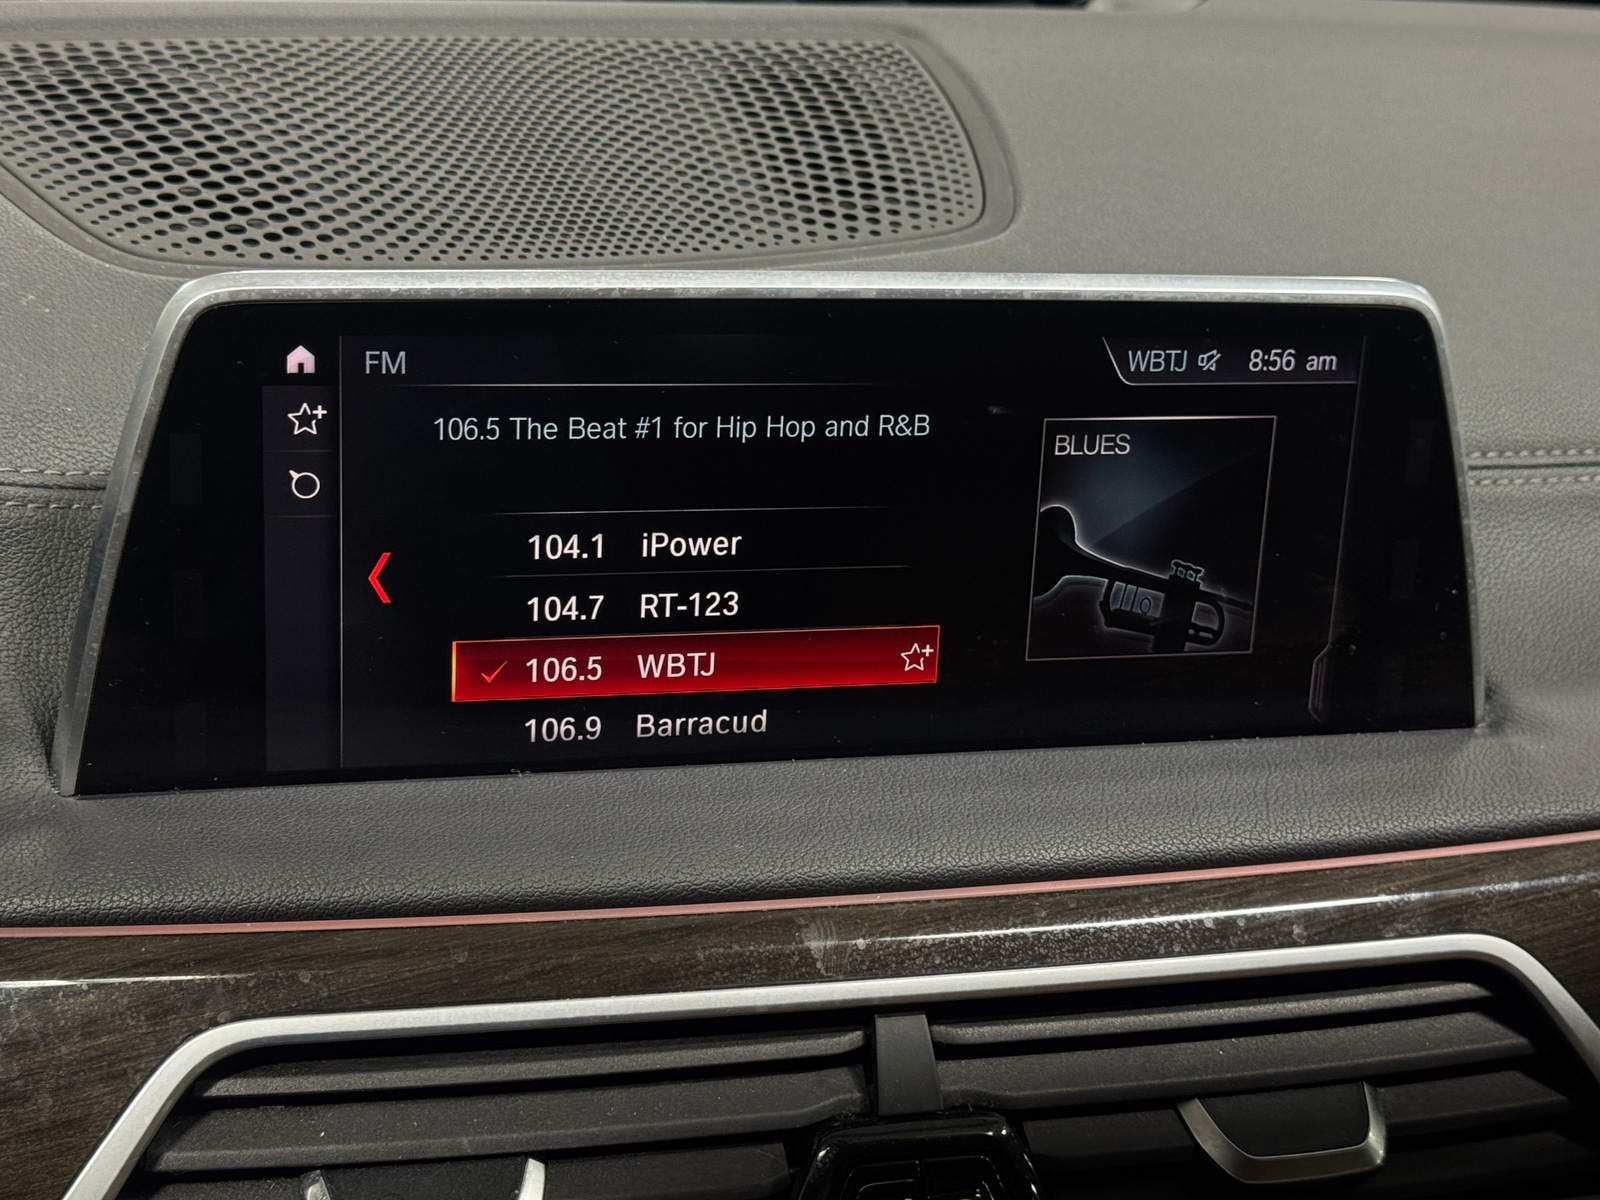 FM
WBTJ 8:56 am
106.5 The Beat #1 for Hip Hop and R&B
BLUES
104.1 iPower
104.7 RT-123
106.5 WBTJ
106.9 Barracud